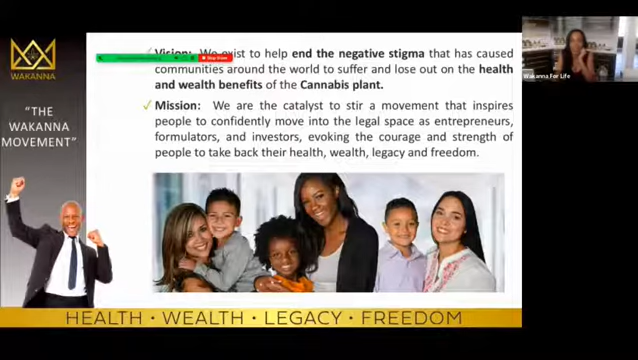 WAKANNA
"THE
WAKANNA
MOVEMENT"
Vision: We exist to help end the negative stigma that has caused
communities around the world to suffer and lose out on the health
and wealth benefits of the Cannabis plant.
Mission: We are the catalyst to stir a movement that inspires
people to confidently move into the legal space as entrepreneurs,
formulators, and investors, evoking the courage and strength of
people to take back their health, wealth, legacy and freedom.
HEALTH • WEALTH • LEGACY • FREEDOM
Wakanna For Life